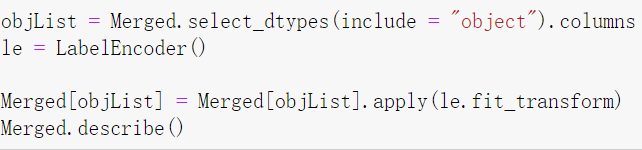 objList = Merged.select_dtypes(include = "object").columns
le = LabelEncoder()
Merged[objList] = Merged[objList].apply(le.fit_transform)
Merged.describe()